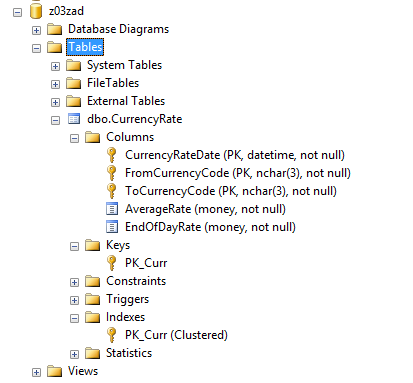 z03zad
Database Diagrams
Tables
System Tables
FileTables
External Tables
dbo.CurrencyRate
Columns
CurrencyRateDate (PK, datetime, not null)
FromCurrencyCode (PK, nchar(3), not null)
ToCurrencyCode (PK, nchar(3), not null)
AverageRate (money, not null)
EndOfDayRate (money, not null)
Keys
PK_Curr
Constraints
Triggers
Indexes
PK_Curr (Clustered)
Statistics
Views